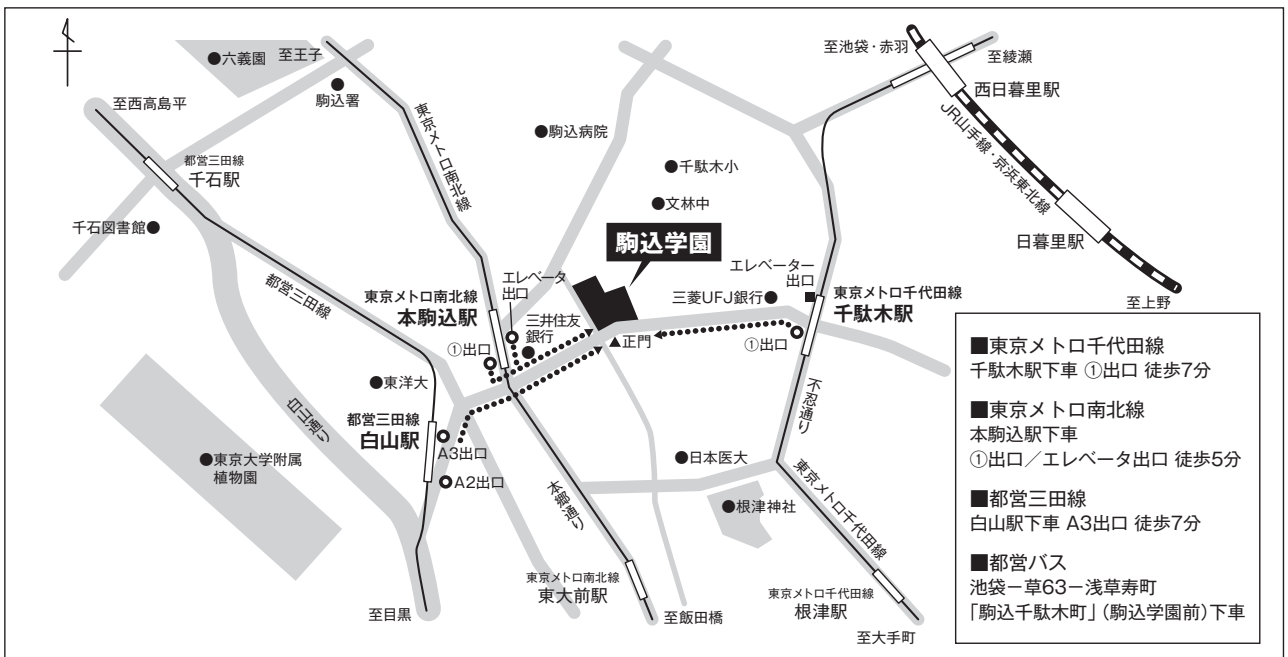 ●六義園
至王子
駒込署
至西高島平
東京メトロ南北線
●駒込病院
至池袋・赤羽
至綾瀬
西日暮里駅
JR山手線・京浜東北線
日暮里駅
至上野
都営三田線
千石駅
千石図書館●
●千駄木小
●文林中
駒込学園
エレベーター
出口
三菱UFJ銀行●
東京メトロ千代田線
千駄木駅
①出口
都営三田線
東京メトロ南北線
本駒込駅
エレベータ
出口
三井住友
銀行
①出口
▲正門
●東洋大
都営三田線
白山駅
A3出口
A2出口
白山通り
●東京大学附属
植物園
不忍通り
●日本医大
●根津神社
東京メトロ千代田線
本郷通り
東京メトロ南北線
東大前駅
東京メトロ千代田線
根津駅
至目黒
至飯田橋
至大手町
■東京メトロ千代田線
千駄木駅下車 ①出口 徒歩7分
■東京メトロ南北線
本駒込駅下車
①出口／エレベータ出口 徒歩5分
■都営三田線
白山駅下車 A3出口 徒歩7分
■都営バス
池袋－草63－浅草寿町
「駒込千駄木町」（駒込学園前）下車